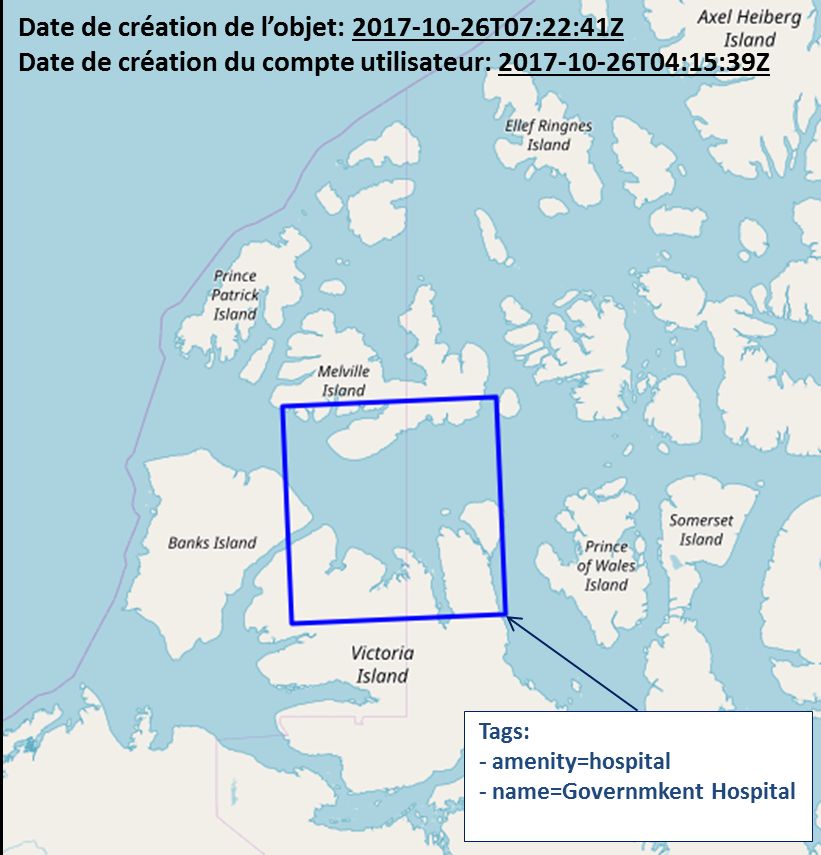 Date de création de l’objet: 2017-10-26T07:22:41Z
Date de création du compte utilisateur: 2017-10-26T04:15:39Z
Axel Heiberg
Island
Ellef Ringnes
Island
Prince
Patrick
Island
Melville
Island
Banks Island
Somerset
Island
Prince
of Wales
Island
Victoria
Island
Tags:
- amenity=hospital
- name=Governmkent Hospital